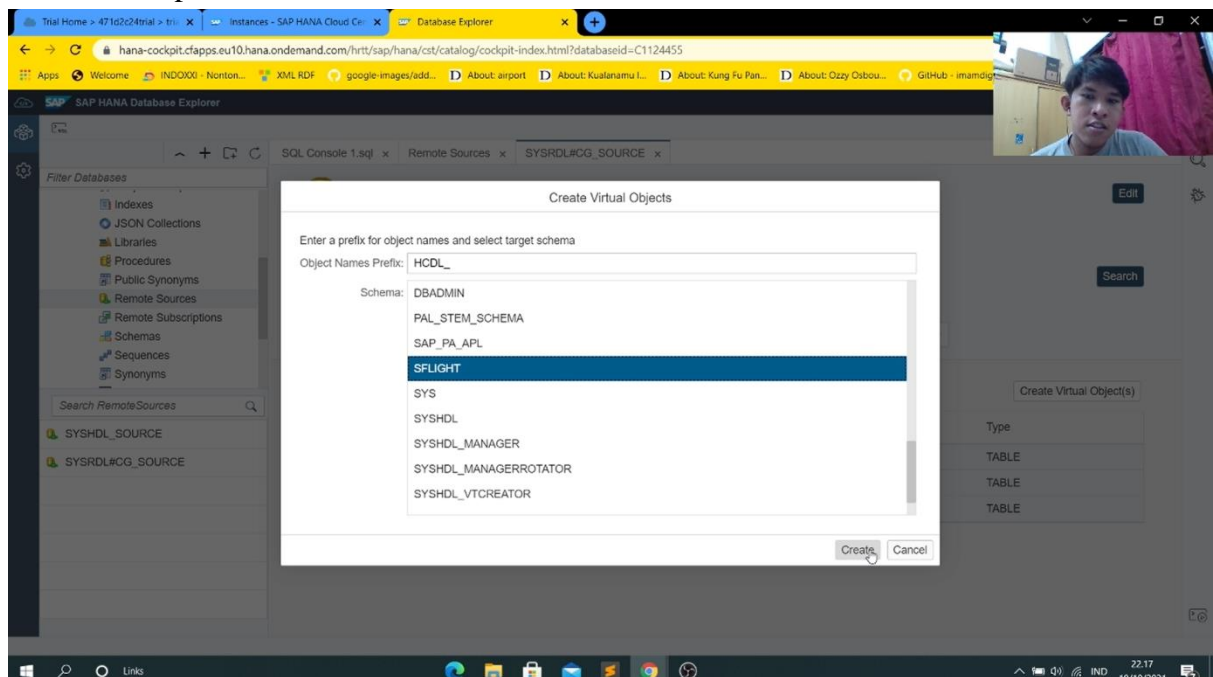 Trial Home > 471d2c24trial > tria
Instances - SAP HANA Cloud Cen
Database Explorer
hana-cockpit.cfapps.eu10.hana.ondemand.com/hrtt/sap/hana/cst/catalog/cockpit-index.html?databaseid=C1124455
Apps Welcome INDOXXI - Nonton... XML RDF google-images/add... About: airport About: Kualanamu I... About: Kung Fu Pan... About: Ozzy Osbou... GitHub - imamdig
SAP SAP HANA Database Explorer
SQL Console 1.sql Remote Sources SYSRDL#CG_SOURCE
Filter Databases
Indexes
JSON Collections
Libraries
Procedures
Public Synonyms
Remote Sources
Remote Subscriptions
Schemas
Sequences
Synonyms
Search RemoteSources
SYSHDL_SOURCE
SYSRDL#CG_SOURCE
Create Virtual Objects
Enter a prefix for object names and select target schema
Object Names Prefix: HCDL_
Schema: DBADMIN
PAL_STEM_SCHEMA
SAP_PA_APL
SFLIGHT
SYS
SYSHDL
SYSHDL_MANAGER
SYSHDL_MANAGERROTATOR
SYSHDL_VTCREATOR
Create Cancel
Edit
Search
Create Virtual Object(s)
Type
TABLE
TABLE
TABLE
Links
IND
22.17